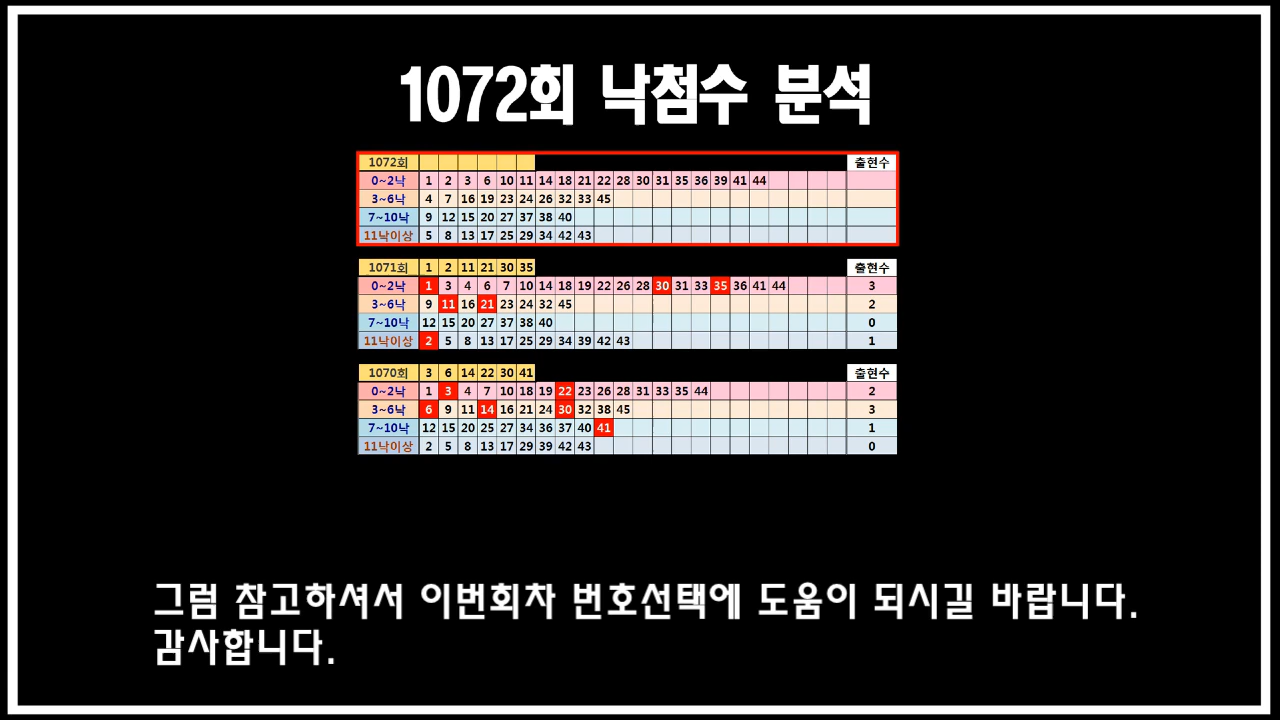 1072회 낙첨수 분석
1072회 출현수
0~2낙 1 2 3 6 10 11 14 18 21 22 28 30 31 35 36 39 41 44
3~6낙 4 7 16 19 23 24 26 32 33 45
7~10낙 9 12 15 20 27 37 38 40
11낙이상 5 8 13 17 25 29 34 42 43
1071회 1 2 11 21 30 35 출현수
0~2낙 1 3 4 6 7 10 14 18 19 22 26 28 30 31 33 35 36 41 44 3
3~6낙 9 11 16 21 23 24 32 45 2
7~10낙 12 15 20 27 37 38 40 0
11낙이상 2 5 8 13 17 25 29 34 39 42 43 1
1070회 3 6 14 22 30 41 출현수
0~2낙 1 3 4 7 10 18 19 22 23 26 28 31 33 35 44 2
3~6낙 6 9 11 14 16 21 24 30 32 38 45 3
7~10낙 12 15 20 25 27 34 36 37 40 41 1
11낙이상 2 5 8 13 17 29 39 42 43 0
그럼 참고하셔서 이번회차 번호선택에 도움이 되시길 바랍니다.
감사합니다.